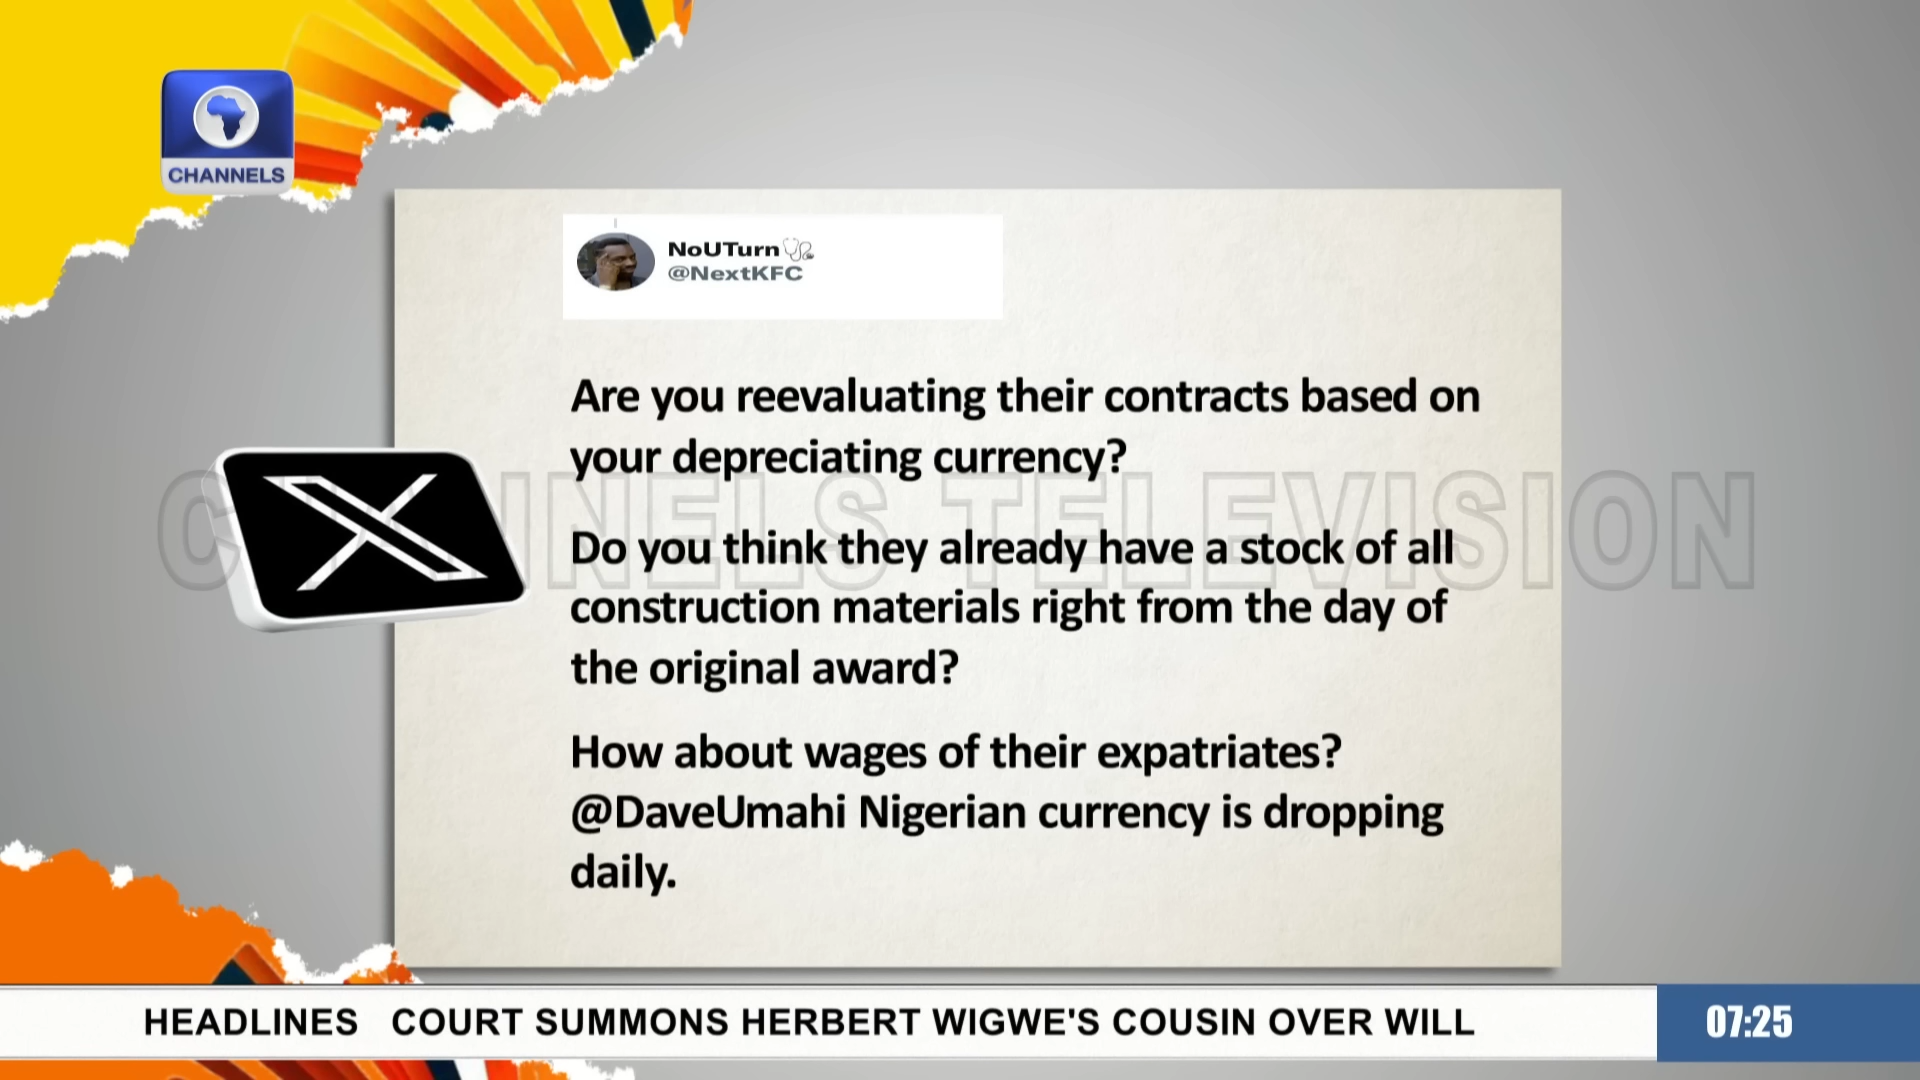 CHANNELS
NoUTurn
@NextKFC
Are you reevaluating their contracts based on
your depreciating currency?
Do you think they already have a stock of all
construction materials right from the day of
the original award?
How about wages of their expatriates?
@DaveUmahi Nigerian currency is dropping
daily.
CHANNELS TELEVISION
HEADLINES COURT SUMMONS HERBERT WIGWE'S COUSIN OVER WILL
07:25